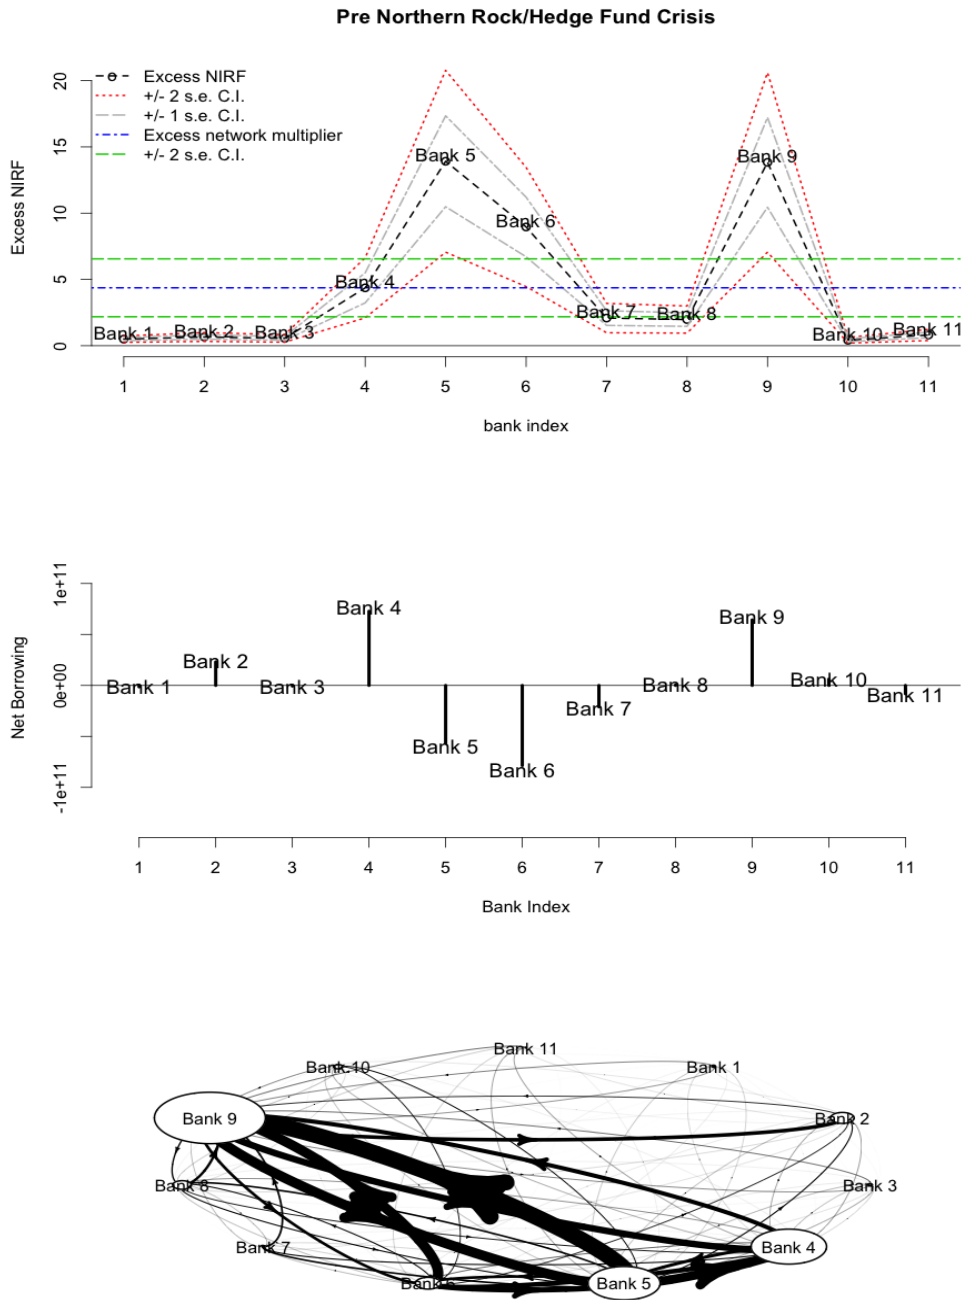 Pre Northern Rock/Hedge Fund Crisis
Excess NIRF
+/- 2 s.e. C.I.
+/- 1 s.e. C.I.
Excess network multiplier
+/- 2 s.e. C.I.
Excess NIRF
20
15
10
5
0
Bank 1
Bank 2
Bank 3
Bank 4
Bank 5
Bank 6
Bank 7
Bank 8
Bank 9
Bank 10
Bank 11
1 2 3 4 5 6 7 8 9 10 11
bank index
Net Borrowing
1e+11
0e+00
-1e+11
Bank 1
Bank 2
Bank 3
Bank 4
Bank 5
Bank 6
Bank 7
Bank 8
Bank 9
Bank 10
Bank 11
1 2 3 4 5 6 7 8 9 10 11
Bank Index
Bank 11
Bank 10
Bank 1
Bank 9
Bank 2
Bank 8
Bank 3
Bank 7
Bank 4
Bank 6
Bank 5